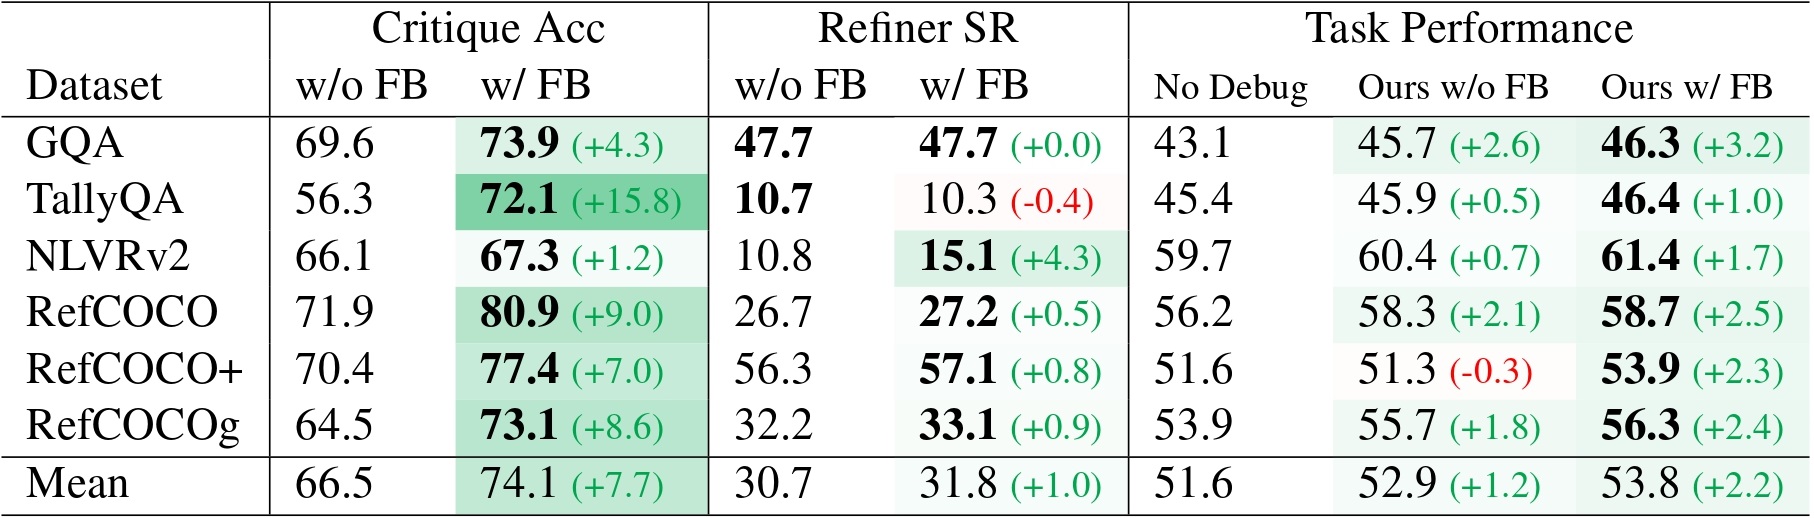 Critique Acc Refiner SR Task Performance
Dataset w/o FB w/ FB w/o FB w/ FB No Debug Ours w/o FB Ours w/ FB
GQA 69.6 73.9 (+4.3) 47.7 47.7 (+0.0) 43.1 45.7 (+2.6) 46.3 (+3.2)
TallyQA 56.3 72.1 (+15.8) 10.7 10.3 (-0.4) 45.4 45.9 (+0.5) 46.4 (+1.0)
NLVRv2 66.1 67.3 (+1.2) 10.8 15.1 (+4.3) 59.7 60.4 (+0.7) 61.4 (+1.7)
RefCOCO 71.9 80.9 (+9.0) 26.7 27.2 (+0.5) 56.2 58.3 (+2.1) 58.7 (+2.5)
RefCOCO+ 70.4 77.4 (+7.0) 56.3 57.1 (+0.8) 51.6 51.3 (-0.3) 53.9 (+2.3)
RefCOCOg 64.5 73.1 (+8.6) 32.2 33.1 (+0.9) 53.9 55.7 (+1.8) 56.3 (+2.4)
Mean 66.5 74.1 (+7.7) 30.7 31.8 (+1.0) 51.6 52.9 (+1.2) 53.8 (+2.2)